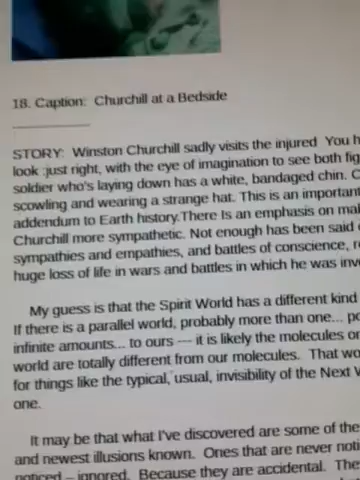 18. Caption: Churchill at a Bedside
STORY: Winston Churchill sadly visits the injured You h
look :just right, with the eye of imagination to see both fig
soldier who's laying down has a white, bandaged chin. C
scowling and wearing a strange hat. This is an important
addendum to Earth history.There Is an emphasis on mak
Churchill more sympathetic. Not enough has been said
sympathies and empathies, and battles of conscience, r
huge loss of life in wars and battles in which he was invo
My guess is that the Spirit World has a different kind
If there is a parallel world, probably more than one... po
infinite amounts... to ours --- it is likely the molecules on
world are totally different from our molecules. That wo
for things like the typical, usual, invisibility of the Next W
one.
It may be that what I've discovered are some of the
and newest illusions known. Ones that are never noti
noticed -- ignored. Because they are accidental. The